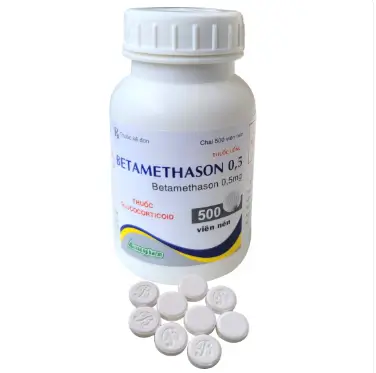 Rx Thuốc kê đơn
Chai 500 viên nén
THUỐC UỐNG
BETAMETHASON 0,5
Betamethason 0,5mg
THUỐC
GLUCOCORTICOID
500
viên nén